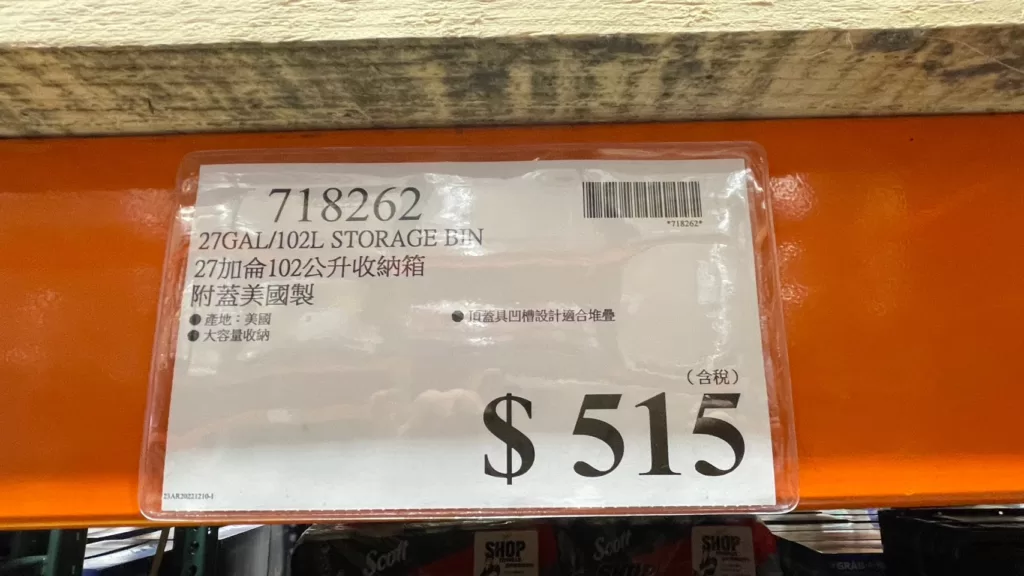 718262
*718262*
27GAL/102L STORAGE BIN
27加侖102公升收納箱
附蓋美國製
產地：美國
頂蓋具凹槽設計適合堆疊
大容量收納
（含稅）
$ 515
Scott
SHOP
Scott
SHOP